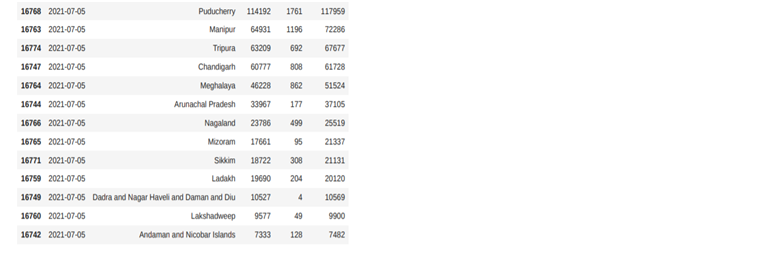 16768 2021-07-05 Puducherry 114192 1761 117959
16763 2021-07-05 Manipur 64931 1196 72286
16774 2021-07-05 Tripura 63209 692 67677
16747 2021-07-05 Chandigarh 60777 808 61728
16764 2021-07-05 Meghalaya 46228 862 51524
16744 2021-07-05 Arunachal Pradesh 33967 177 37105
16766 2021-07-05 Nagaland 23786 499 25519
16765 2021-07-05 Mizoram 17661 95 21337
16771 2021-07-05 Sikkim 18722 308 21131
16759 2021-07-05 Ladakh 19690 204 20120
16749 2021-07-05 Dadra and Nagar Haveli and Daman and Diu 10527 4 10569
16760 2021-07-05 Lakshadweep 9577 49 9900
16742 2021-07-05 Andaman and Nicobar Islands 7333 128 7482